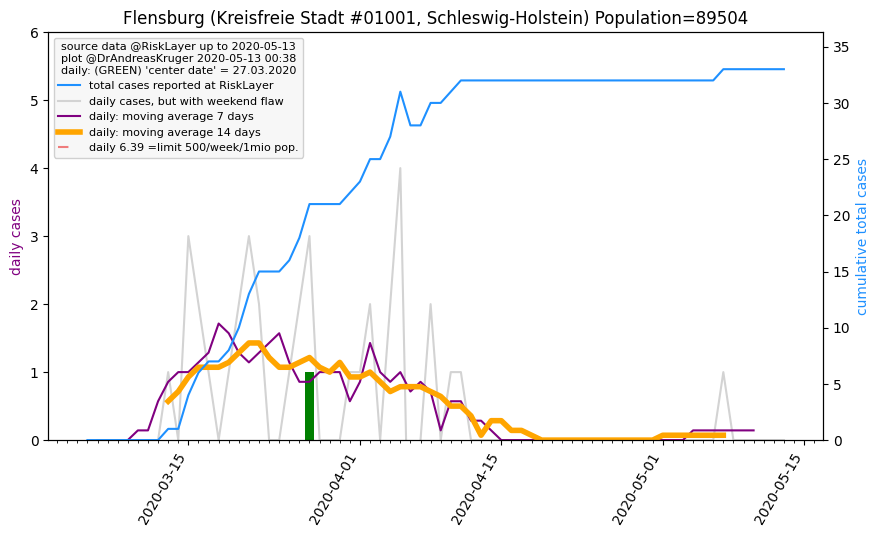 Flensburg (Kreisfreie Stadt #01001, Schleswig-Holstein) Population=89504
source data @RiskLayer up to 2020-05-13
plot @DrAndreasKruger 2020-05-13 00:38
daily: (GREEN) 'center date' = 27.03.2020
total cases reported at RiskLayer
daily cases, but with weekend flaw
daily: moving average 7 days
daily: moving average 14 days
daily 6.39 =limit 500/week/1mio pop.
daily cases
6
5
4
3
2
1
0
cumulative total cases
35
30
25
20
15
10
5
0
2020-03-15
2020-04-01
2020-04-15
2020-05-01
2020-05-15